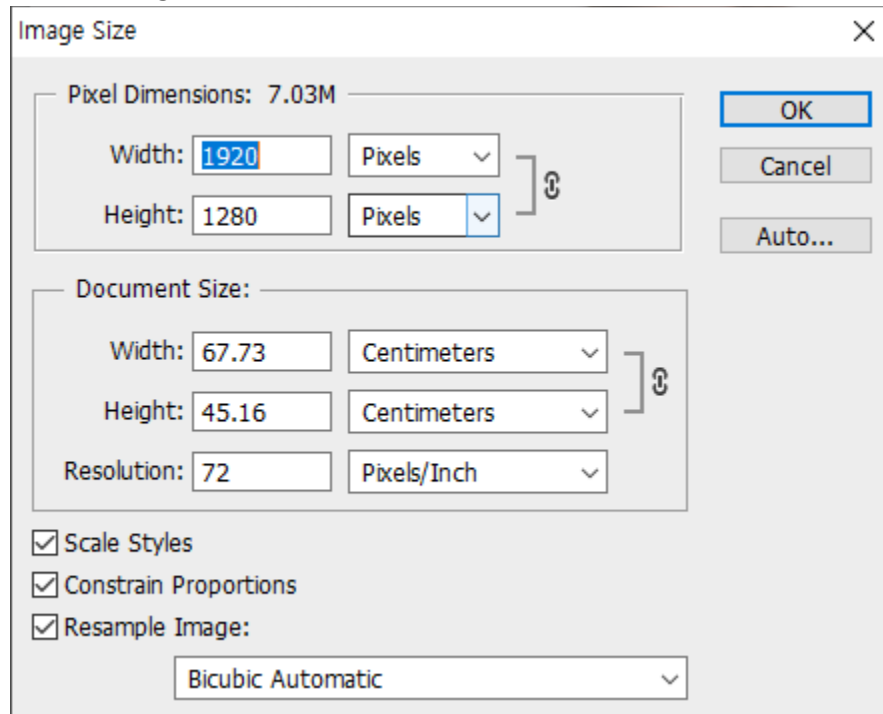 Image Size
Pixel Dimensions: 7.03M
OK
Width: 1920 Pixels
Cancel
Height: 1280 Pixels
Auto...
Document Size:
Width: 67.73 Centimeters
Height: 45.16 Centimeters
Resolution: 72 Pixels/Inch
Scale Styles
Constrain Proportions
Resample Image:
Bicubic Automatic